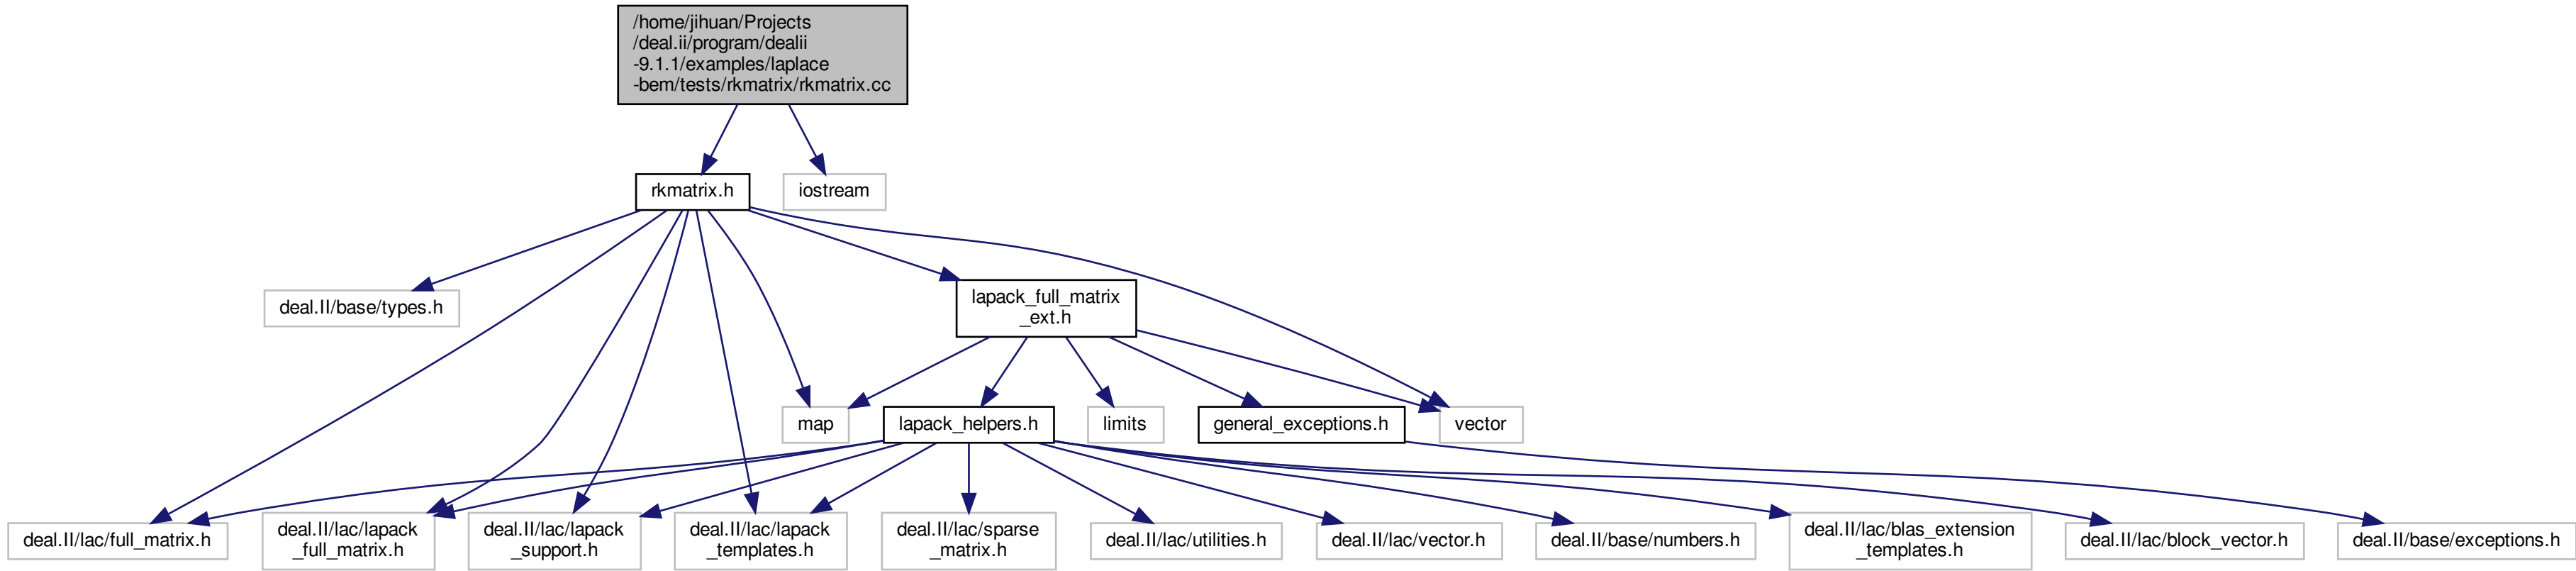 /home/jihuan/Projects
/deal.ii/program/dealii
-9.1.1/examples/laplace
-bem/tests/rkmatrix/rkmatrix.cc
rkmatrix.h
iostream
deal.II/base/types.h
lapack_full_matrix
_ext.h
map
lapack_helpers.h
limits
general_exceptions.h
vector
deal.II/lac/full_matrix.h
deal.II/lac/lapack
_full_matrix.h
deal.II/lac/lapack
_support.h
deal.II/lac/lapack
_templates.h
deal.II/lac/sparse
_matrix.h
deal.II/lac/utilities.h
deal.II/lac/vector.h
deal.II/base/numbers.h
deal.II/lac/blas_extension
_templates.h
deal.II/lac/block_vector.h
deal.II/base/exceptions.h